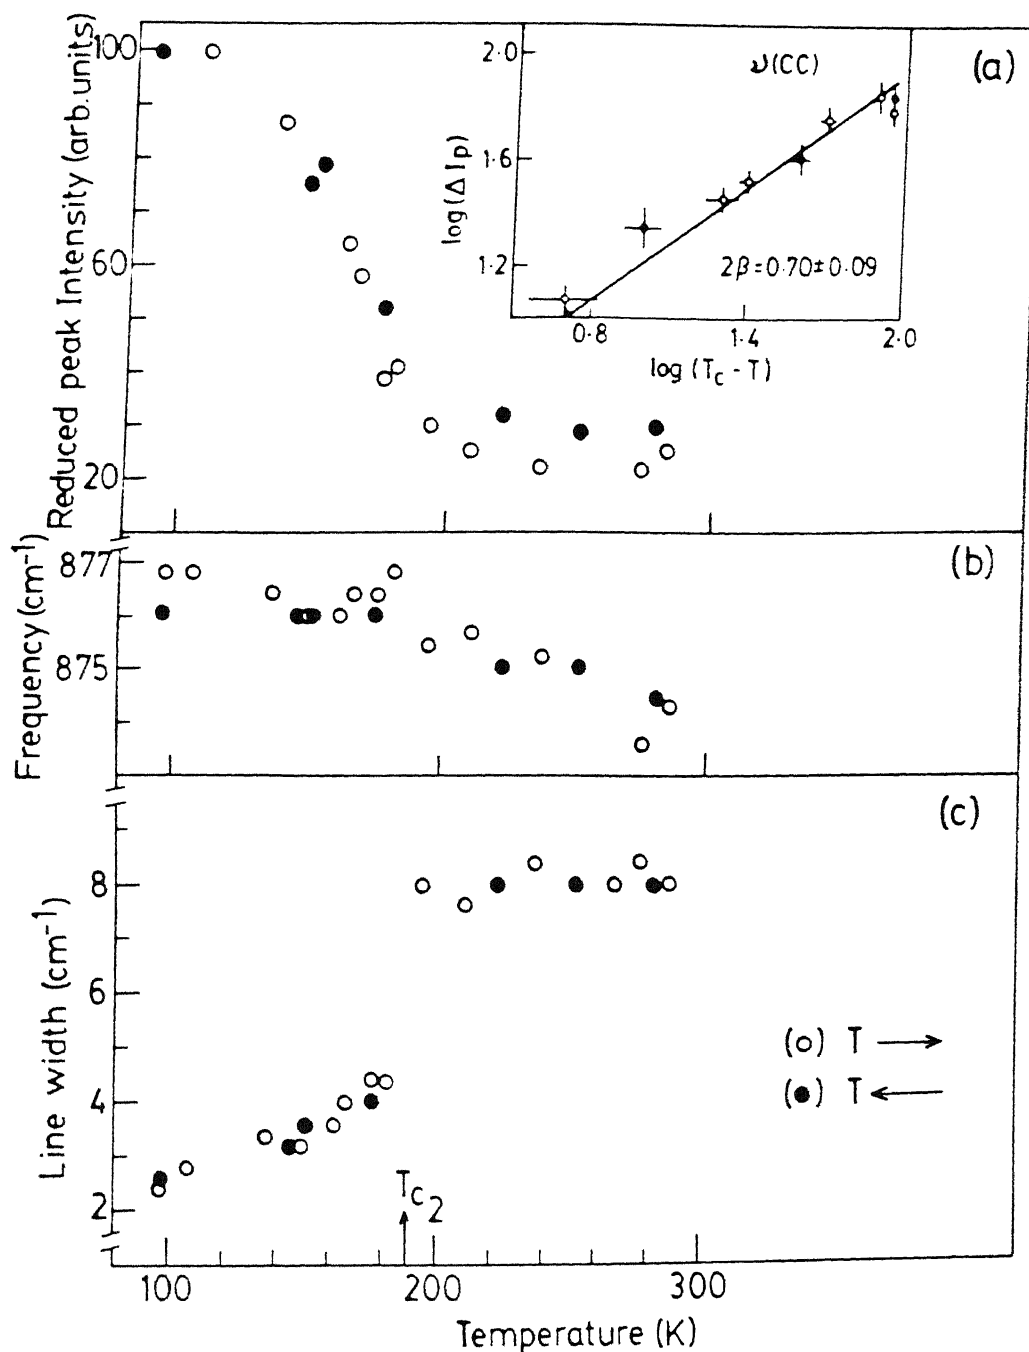 (a)
Reduced peak Intensity (arb.units)
100
60
20
ν(CC)
log(ΔIp)
2·0
1·6
1·2
2β=0·70±0·09
0·8 1·4 2·0
log (Tc - T)
(b)
Frequency (cm-1)
877
875
(c)
Line width (cm-1)
8
6
4
2
(o) T →
(●) T ←
Tc2
100 200 300
Temperature (K)